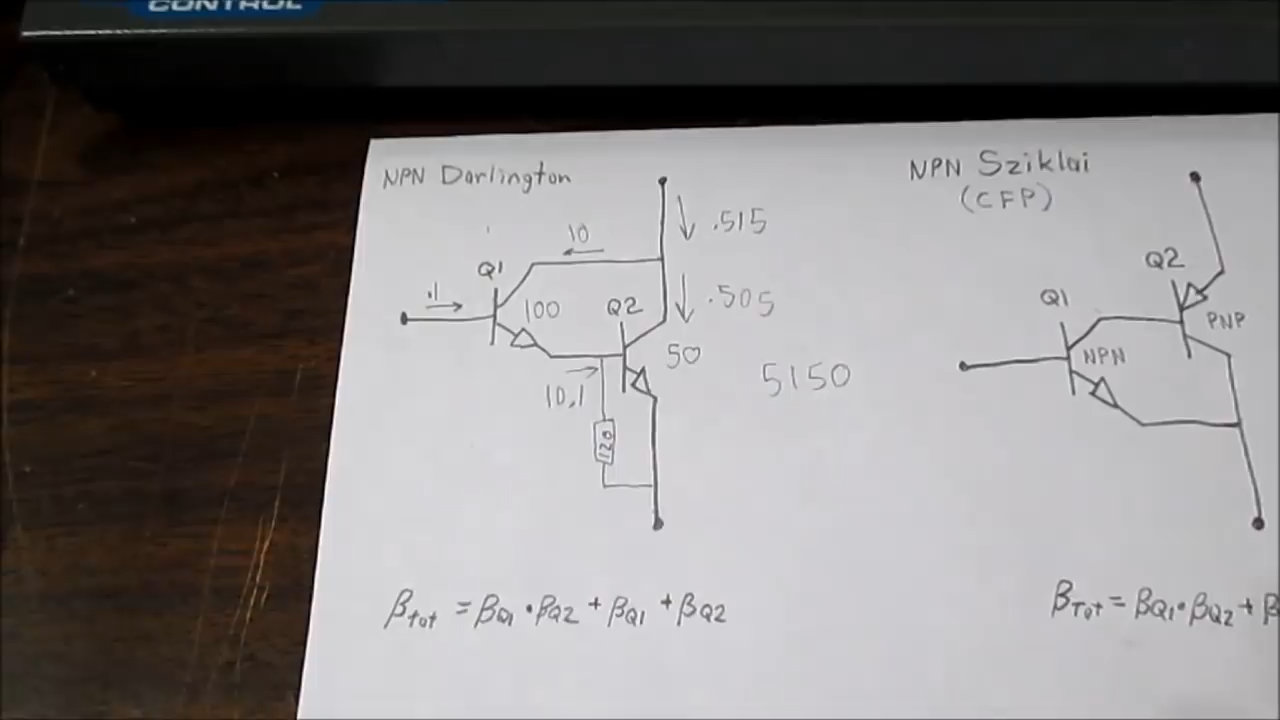 CONTROL
NPN Darlington
.515
10
Q1
.1
100
Q2
.505
50
10.1
5150
120
βtot = βQ1 · βQ2 + βQ1 + βQ2
NPN Sziklai
(CFP)
Q2
Q1
PNP
NPN
βTot = βQ1 · βQ2 + β